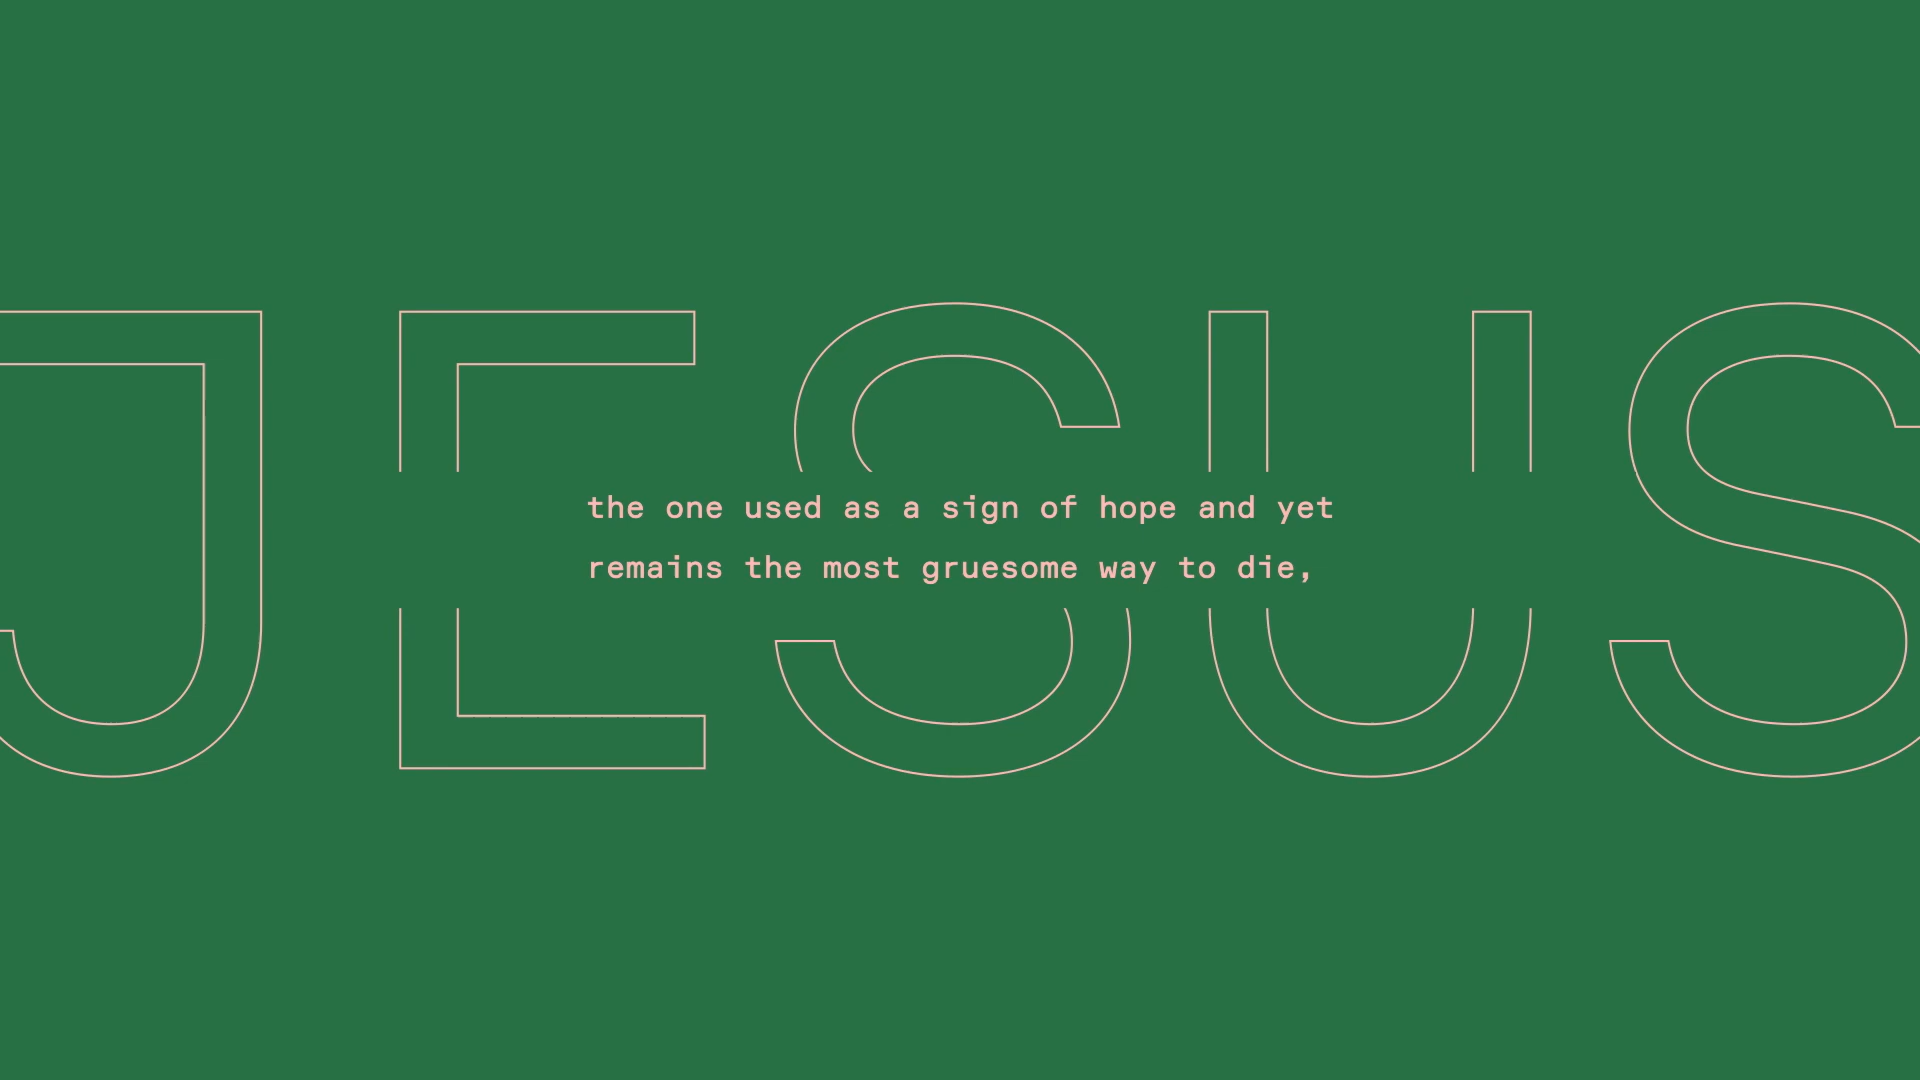 JESUS
the one used as a sign of hope and yet
remains the most gruesome way to die,